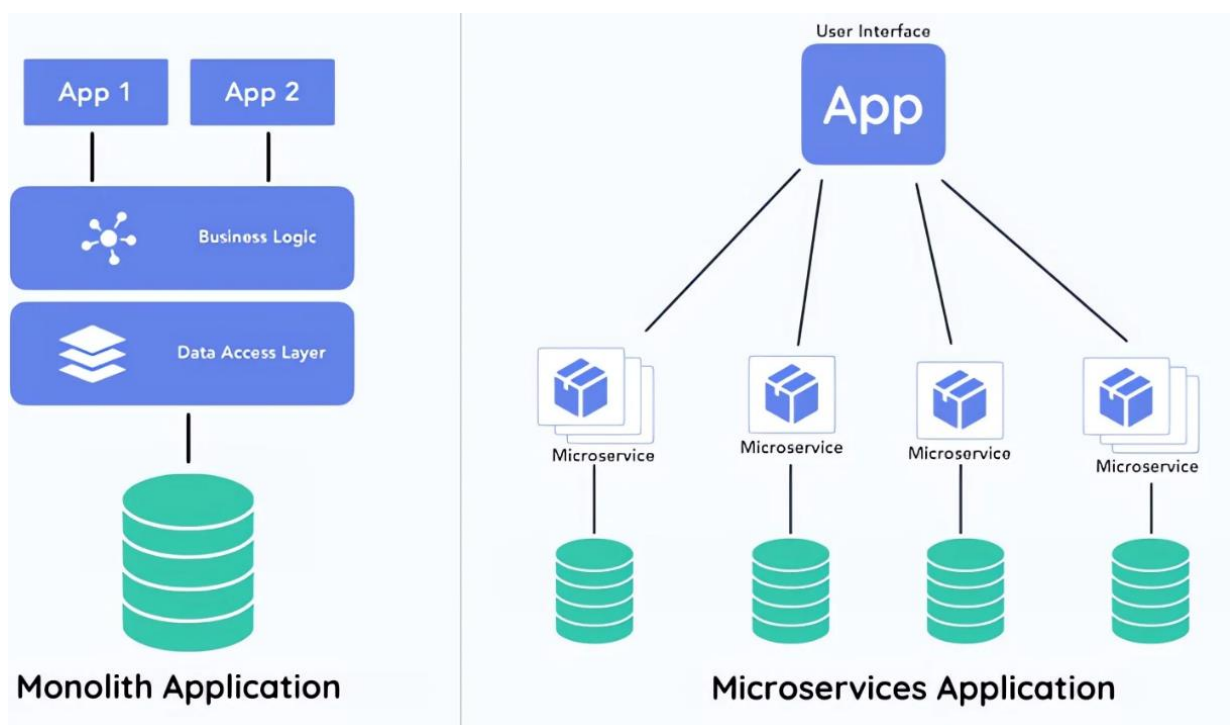 App 1
App 2
Business Logic
Data Access Layer
Monolith Application
User Interface
App
Microservice
Microservice
Microservice
Microservice
Microservices Application